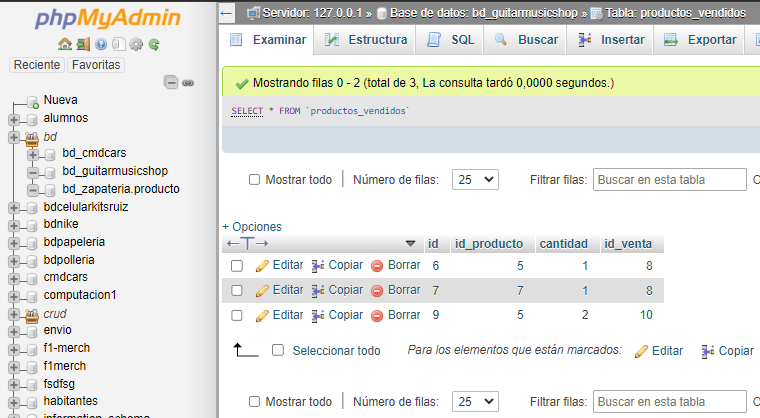 phpMyAdmin
Reciente Favoritas
Nueva
alumnos
bd
bd_cmdcars
bd_guitarmusicshop
bd_zapateria.producto
bdcelularkitsruiz
bdnike
bdpapeleria
bdpolleria
cmdcars
computacion1
crud
envio
f1-merch
f1merch
fsdfsg
habitantes
information_schema
Servidor: 127.0.0.1 » Base de datos: bd_guitarmusicshop » Tabla: productos_vendidos
Examinar Estructura SQL Buscar Insertar Exportar
Mostrando filas 0 - 2 (total de 3, La consulta tardó 0,0000 segundos.)
SELECT * FROM `productos_vendidos`
Mostrar todo Número de filas: 25 Filtrar filas: Buscar en esta tabla
+ Opciones
id id_producto cantidad id_venta
Editar Copiar Borrar 6 5 1 8
Editar Copiar Borrar 7 7 1 8
Editar Copiar Borrar 9 5 2 10
Seleccionar todo Para los elementos que están marcados: Editar Copiar
Mostrar todo Número de filas: 25 Filtrar filas: Buscar en esta tabla